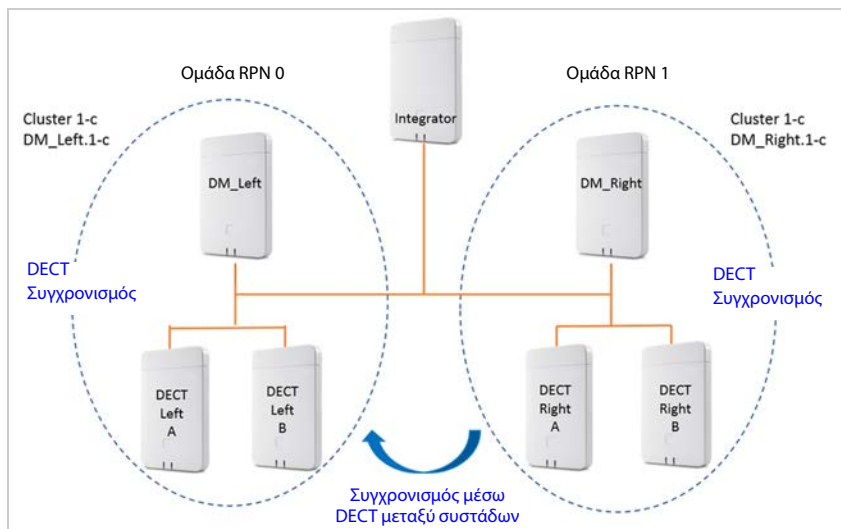 Ομάδα RPN 0
Ομάδα RPN 1
Integrator
Cluster 1-c
DM_Left.1-c
Cluster 1-c
DM_Right.1-c
DM_Left
DM_Right
DECT
Συγχρονισμός
DECT
Συγχρονισμός
DECT
Left
A
DECT
Left
B
DECT
Right
A
DECT
Right
B
Συγχρονισμός μέσω
DECT μεταξύ συστάδων